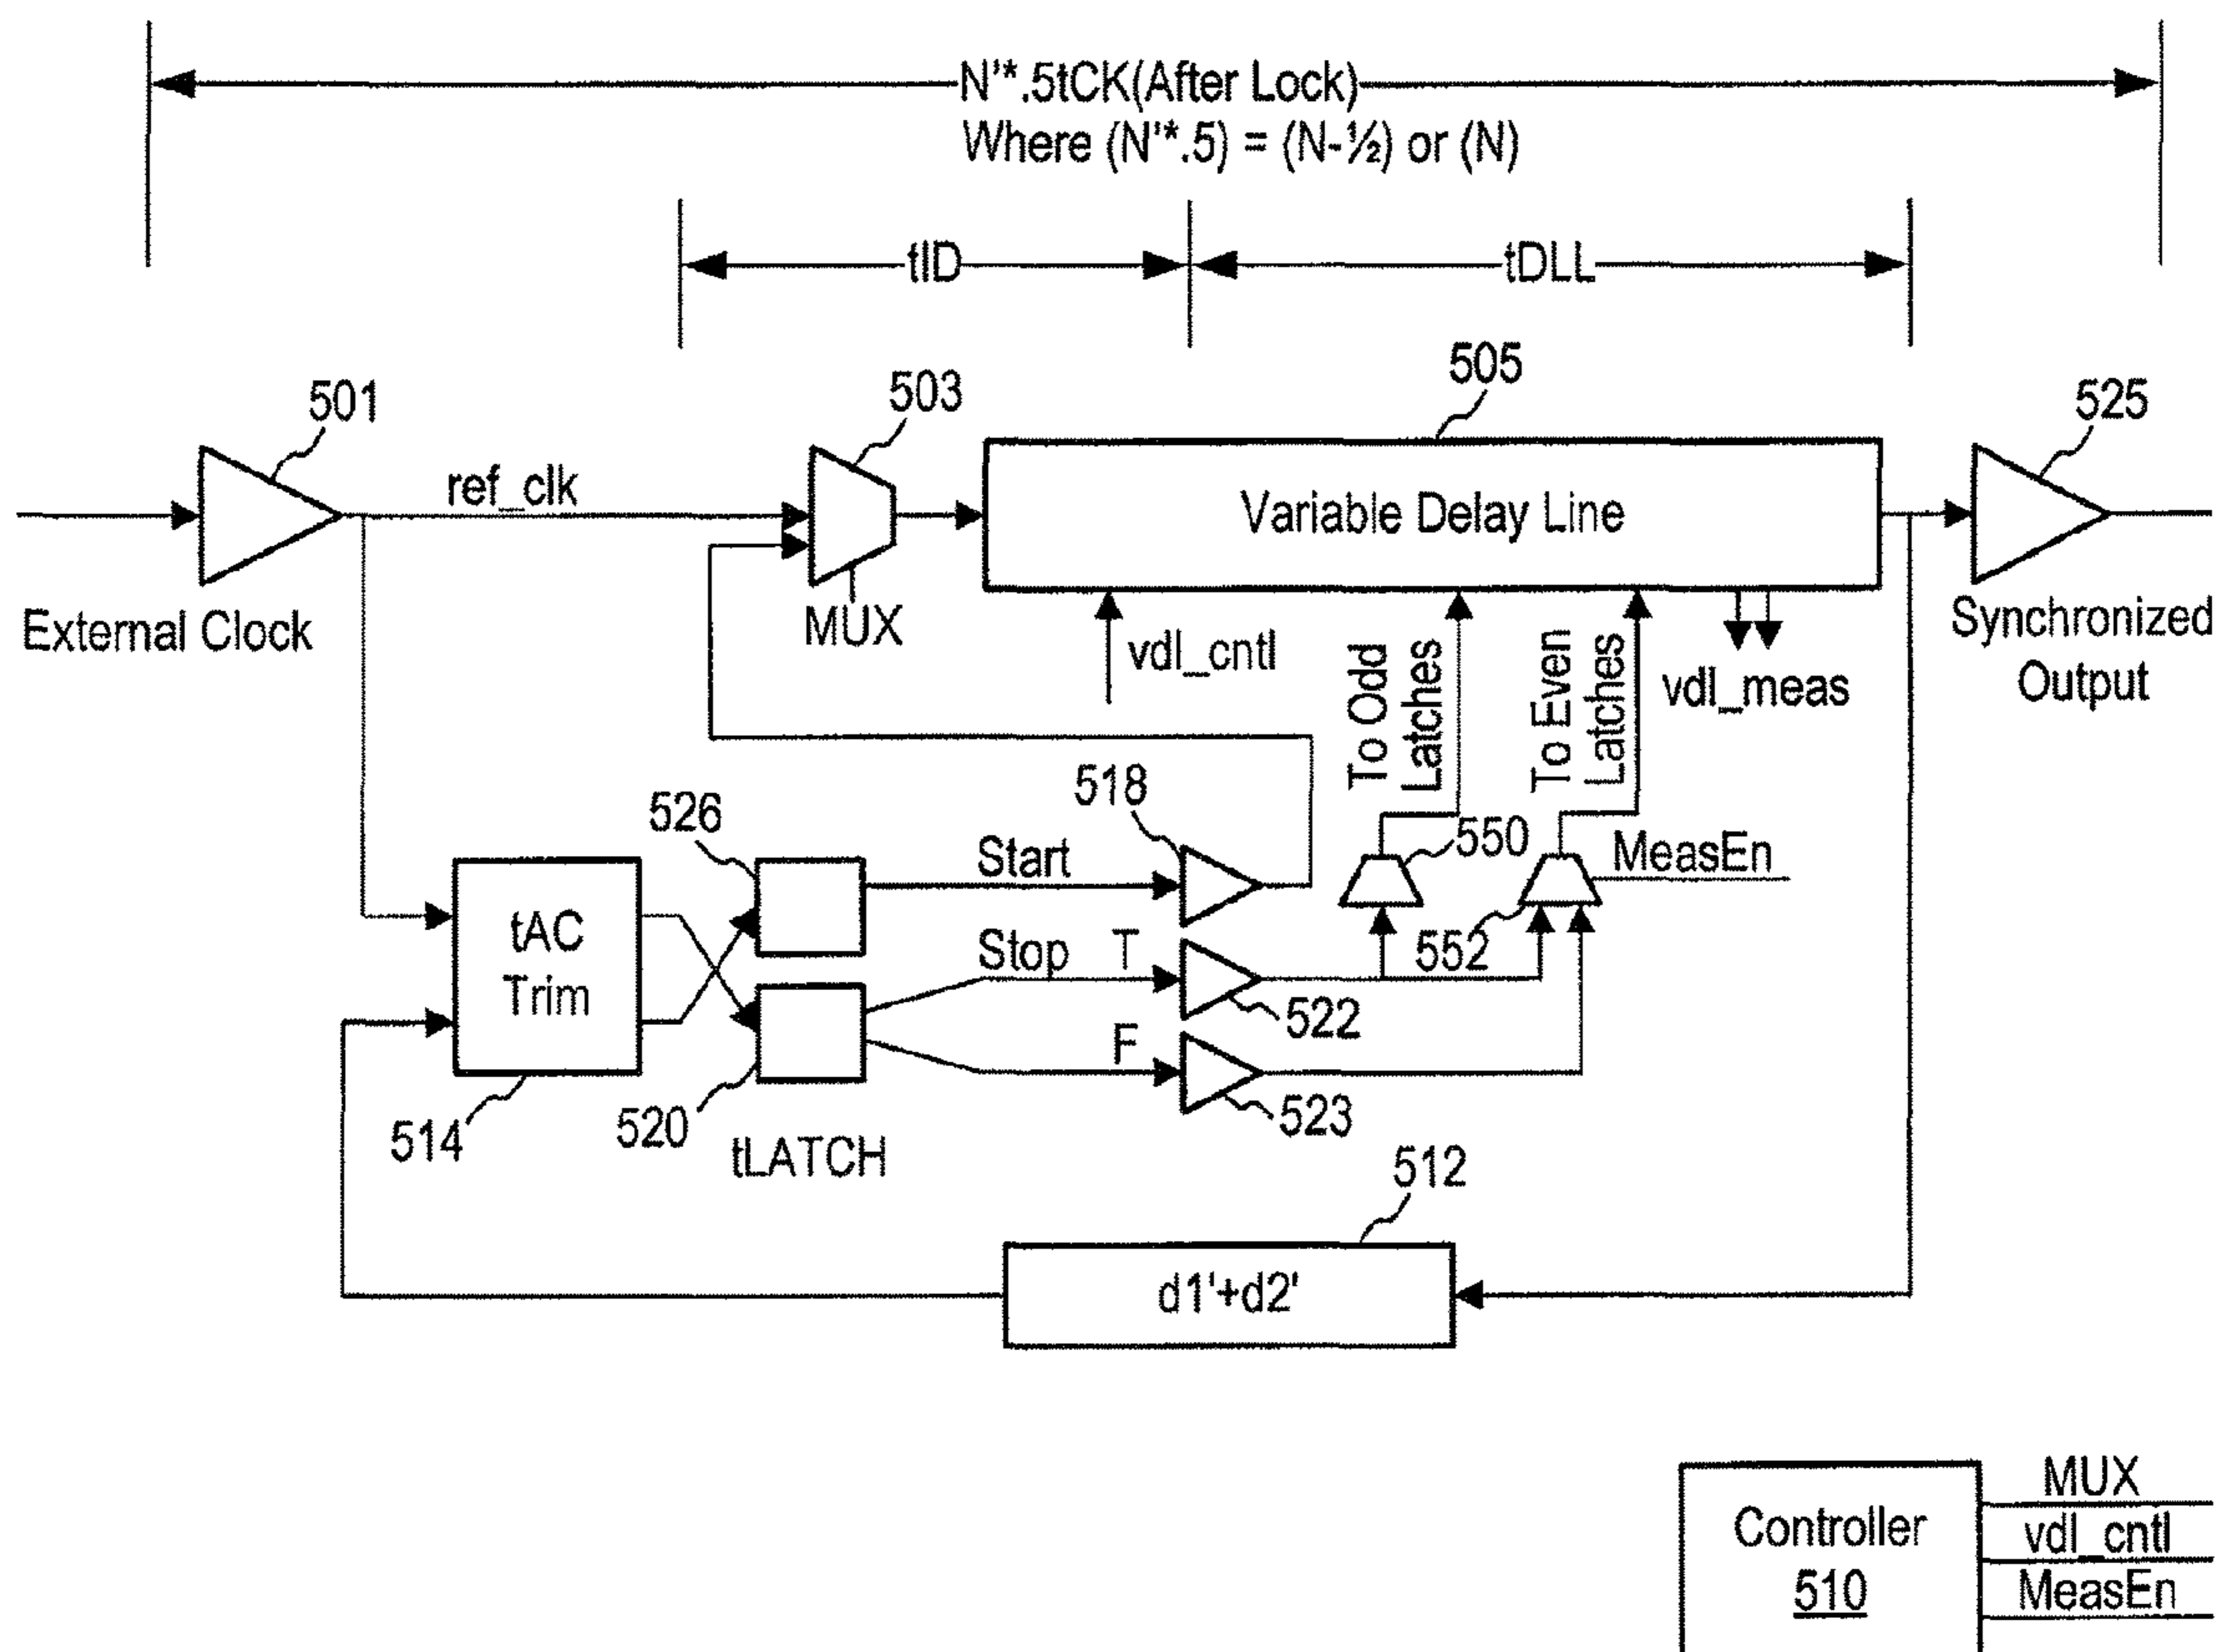 N'*.5tCK(After Lock)
Where (N'*.5) = (N-½) or (N)
tID
tDLL
501
503
505
525
ref_clk
Variable Delay Line
External Clock
MUX
vdl_cntl
To Odd
Latches
To Even
Latches
vdl_meas
Synchronized
Output
526
518
Start
550
MeasEn
tAC
Trim
Stop
T
552
522
F
514
520
tLATCH
523
512
d1'+d2'
Controller
510
MUX
vdl_cntl
MeasEn